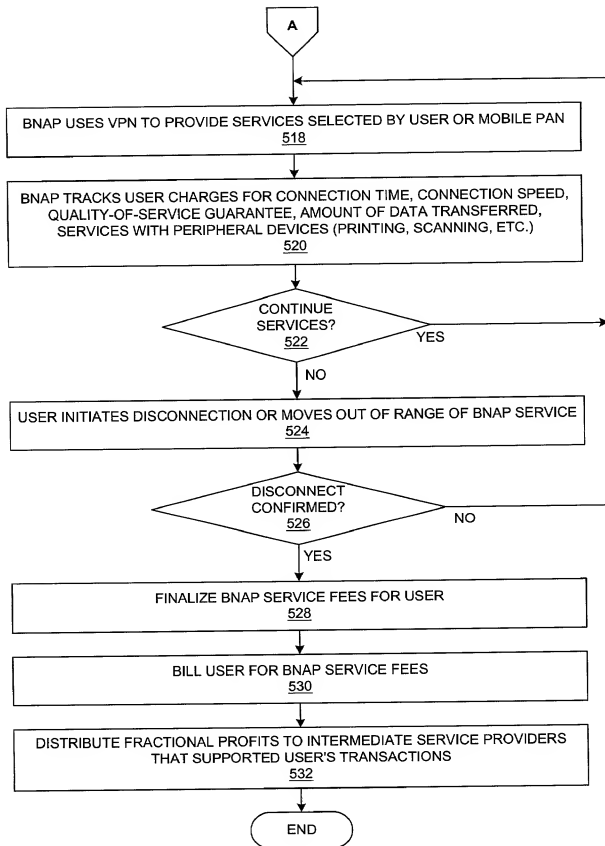 A
BNAP USES VPN TO PROVIDE SERVICES SELECTED BY USER OR MOBILE PAN
518
BNAP TRACKS USER CHARGES FOR CONNECTION TIME, CONNECTION SPEED,
QUALITY-OF-SERVICE GUARANTEE, AMOUNT OF DATA TRANSFERRED,
SERVICES WITH PERIPHERAL DEVICES (PRINTING, SCANNING, ETC.)
520
CONTINUE
SERVICES?
522
YES
NO
USER INITIATES DISCONNECTION OR MOVES OUT OF RANGE OF BNAP SERVICE
524
DISCONNECT
CONFIRMED?
526
NO
YES
FINALIZE BNAP SERVICE FEES FOR USER
528
BILL USER FOR BNAP SERVICE FEES
530
DISTRIBUTE FRACTIONAL PROFITS TO INTERMEDIATE SERVICE PROVIDERS
THAT SUPPORTED USER'S TRANSACTIONS
532
END